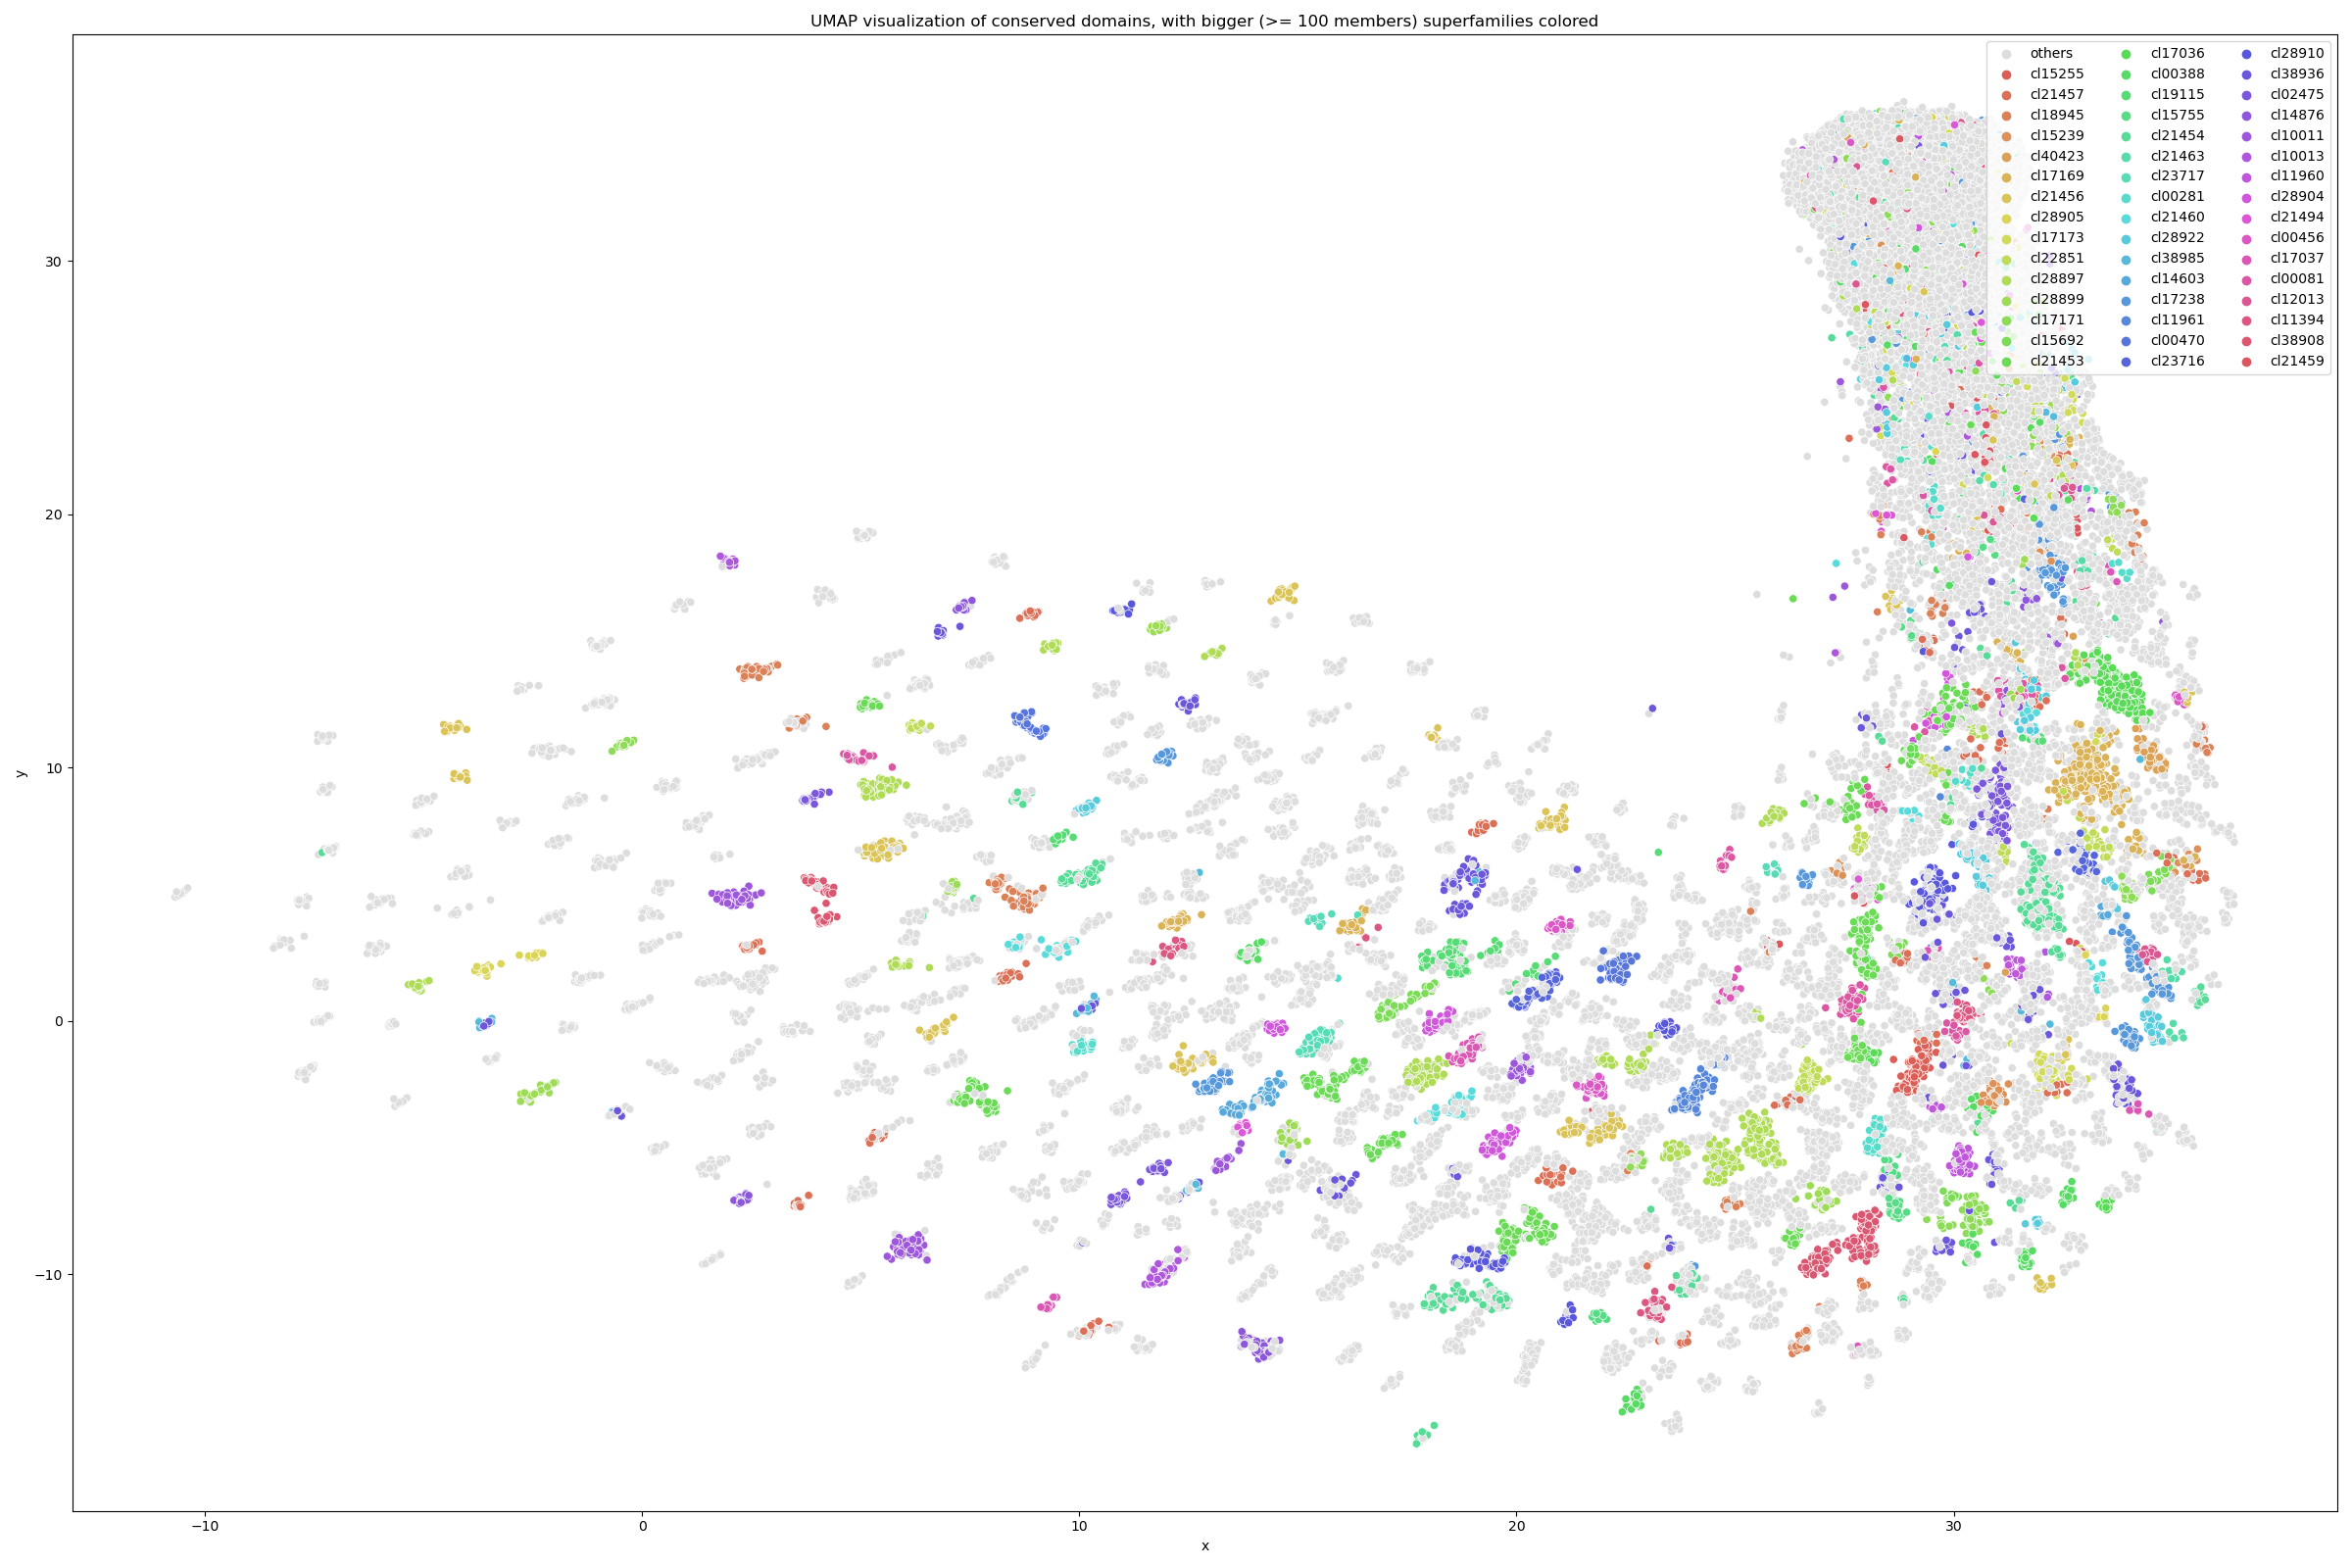 UMAP visualization of conserved domains, with bigger (>= 100 members) superfamilies colored
others
cl15255
cl21457
cl18945
cl15239
cl40423
cl17169
cl21456
cl28905
cl17173
cl22851
cl28897
cl28899
cl17171
cl15692
cl21453
cl17036
cl00388
cl19115
cl15755
cl21454
cl21463
cl23717
cl00281
cl21460
cl28922
cl38985
cl14603
cl17238
cl11961
cl00470
cl23716
cl28910
cl38936
cl02475
cl14876
cl10011
cl10013
cl11960
cl28904
cl21494
cl00456
cl17037
cl00081
cl12013
cl11394
cl38908
cl21459
30
20
10
0
−10
y
−10
0
10
20
30
x